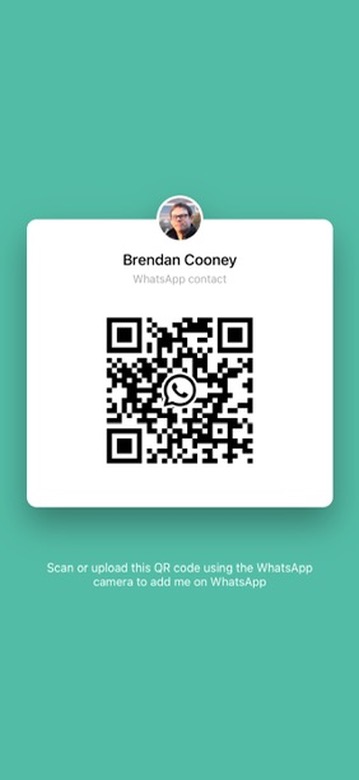 Brendan Cooney
WhatsApp contact
Scan or upload this QR code using the WhatsApp
camera to add me on WhatsApp